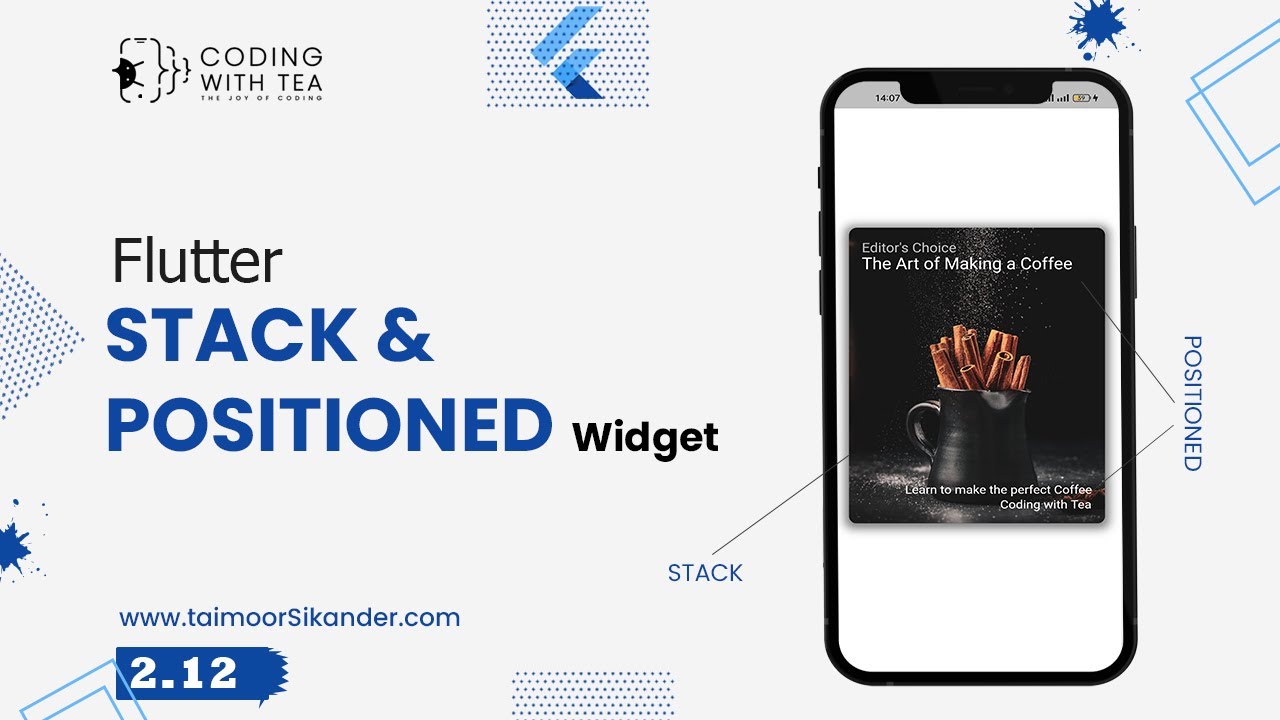 CODING
WITH TEA
THE JOY OF CODING
Flutter
STACK &
POSITIONED Widget
14:07
59
Editor's Choice
The Art of Making a Coffee
Learn to make the perfect Coffee
Coding with Tea
POSITIONED
STACK
www.taimoorSikander.com
2.12